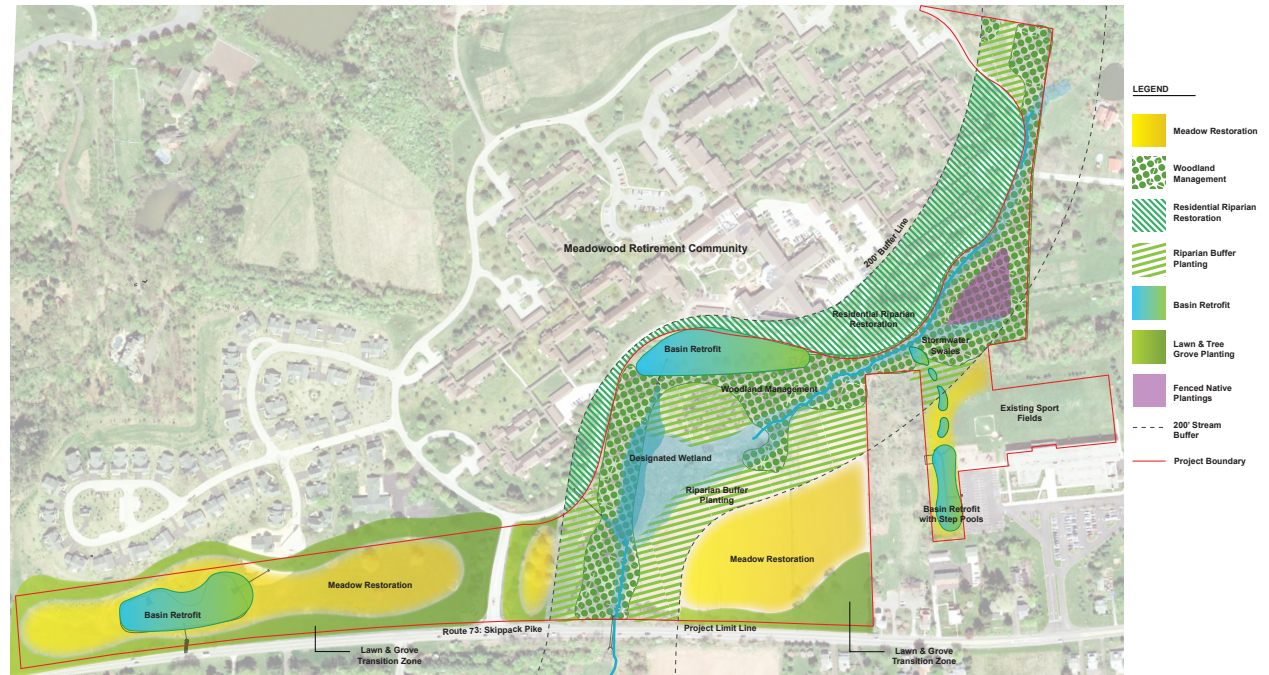 LEGEND
Meadow Restoration
Woodland
Management
Residential Riparian
Restoration
Riparian Buffer
Planting
Basin Retrofit
Lawn & Tree
Grove Planting
Fenced Native
Plantings
200' Stream
Buffer
Project Boundary
Meadowood Retirement Community
200' Buffer Line
Residential Riparian
Restoration
Stormwater
Swales
Basin Retrofit
Woodland Management
Existing Sport
Fields
Designated Wetland
Riparian Buffer
Planting
Basin Retrofit
with Step Pools
Meadow Restoration
Meadow Restoration
Basin Retrofit
Route 73: Skippack Pike
Project Limit Line
Lawn & Grove
Transition Zone
Lawn & Grove
Transition Zone